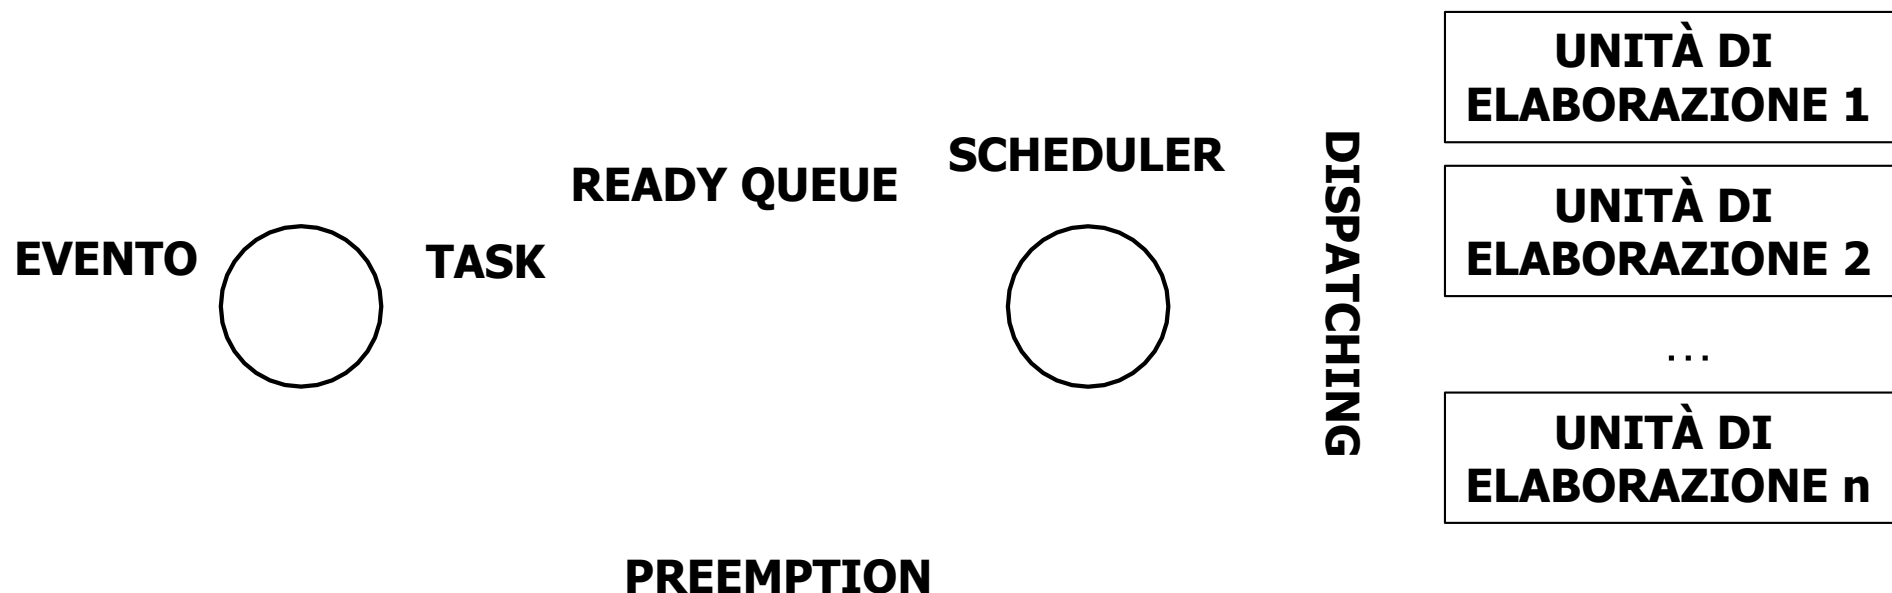 EVENTO
TASK
READY QUEUE
SCHEDULER
DISPATCHING
UNITÀ DI
ELABORAZIONE 1
UNITÀ DI
ELABORAZIONE 2
...
UNITÀ DI
ELABORAZIONE n
PREEMPTION